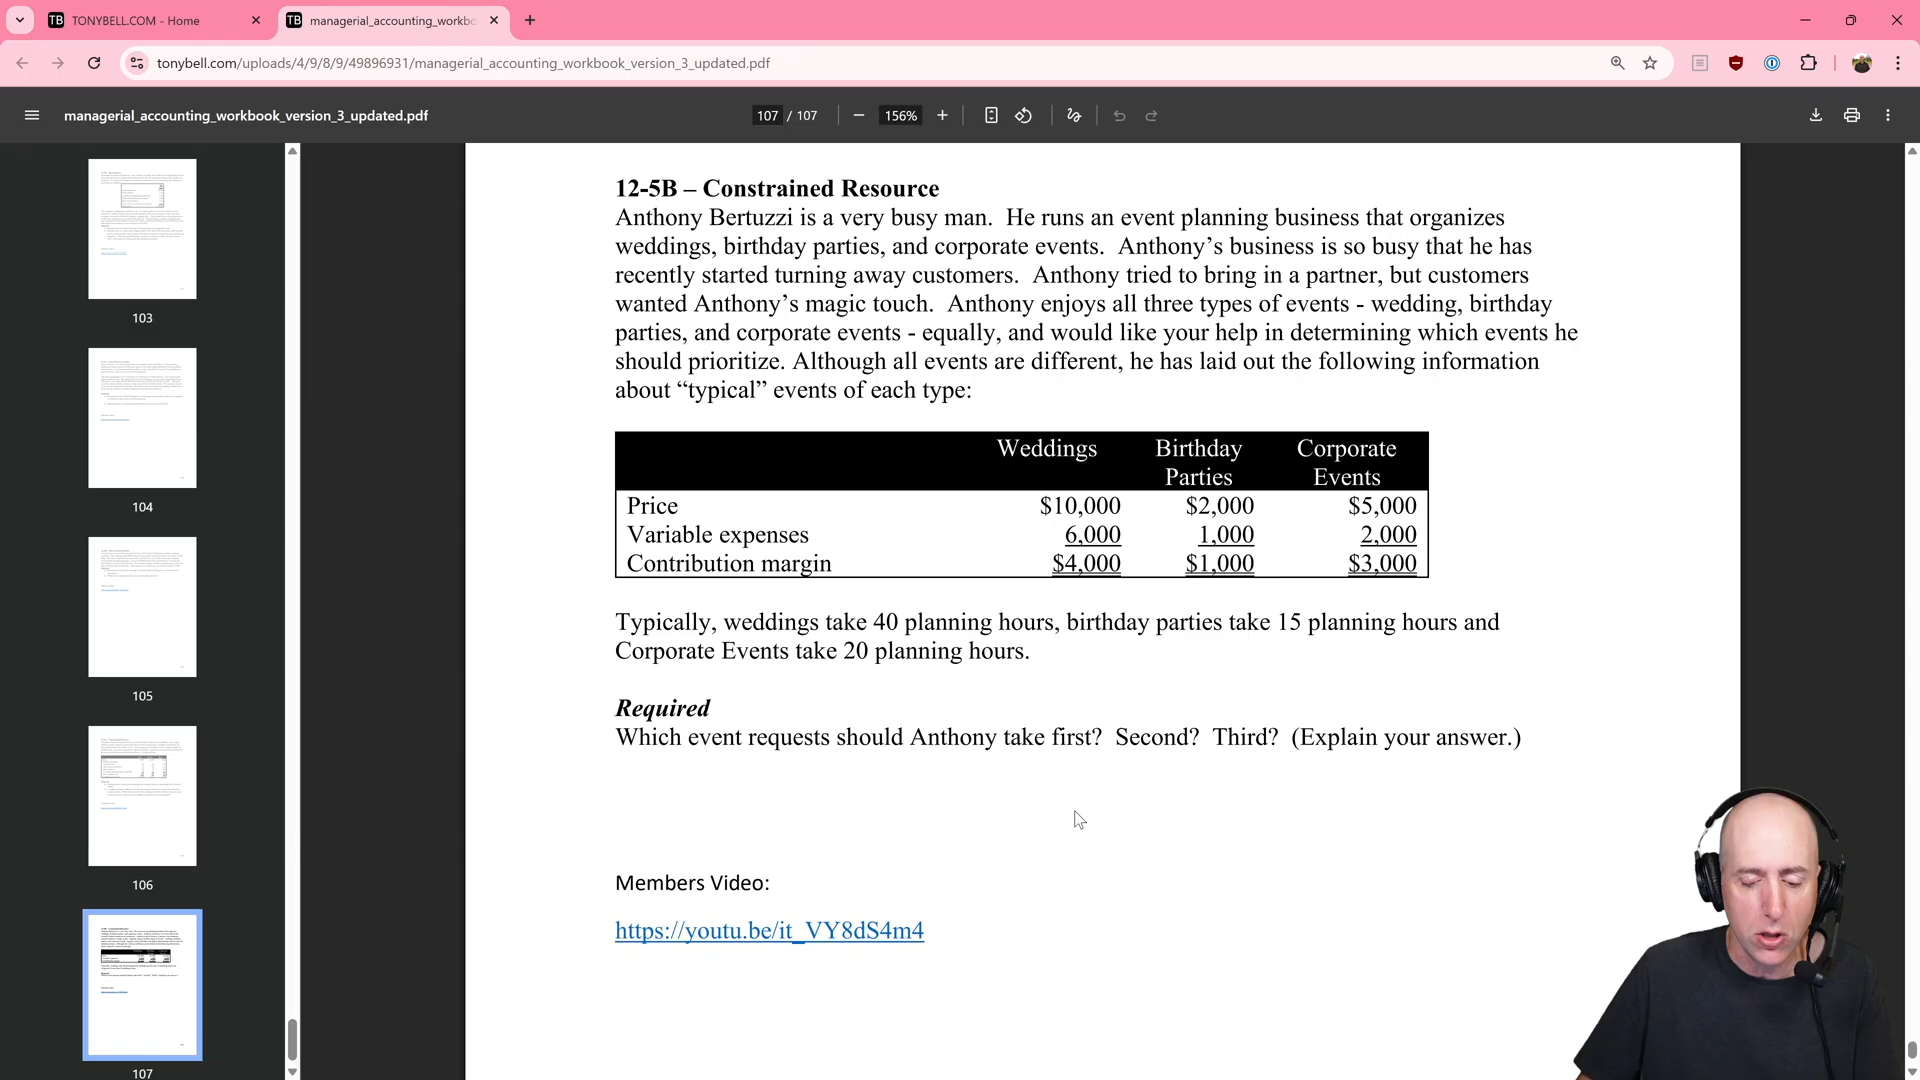 TONYBELL.COM - Home
managerial_accounting_workbo
tonybell.com/uploads/4/9/8/9/49896931/managerial_accounting_workbook_version_3_updated.pdf
managerial_accounting_workbook_version_3_updated.pdf
107 / 107
156%
103
104
105
106
107
12-5B – Constrained Resource
Anthony Bertuzzi is a very busy man.  He runs an event planning business that organizes
weddings, birthday parties, and corporate events.  Anthony’s business is so busy that he has
recently started turning away customers.  Anthony tried to bring in a partner, but customers
wanted Anthony’s magic touch.  Anthony enjoys all three types of events - wedding, birthday
parties, and corporate events - equally, and would like your help in determining which events he
should prioritize. Although all events are different, he has laid out the following information
about “typical” events of each type:
Weddings Birthday Corporate
Parties Events
Price $10,000 $2,000 $5,000
Variable expenses 6,000 1,000 2,000
Contribution margin $4,000 $1,000 $3,000
Typically, weddings take 40 planning hours, birthday parties take 15 planning hours and
Corporate Events take 20 planning hours.
Required
Which event requests should Anthony take first?  Second?  Third?  (Explain your answer.)
Members Video:
https://youtu.be/it_VY8dS4m4